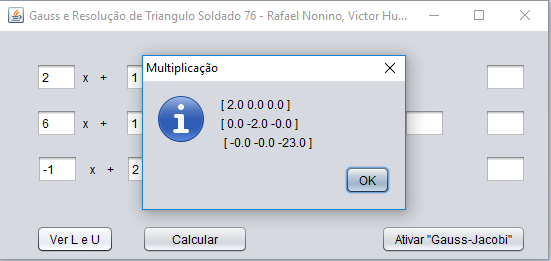 Gauss e Resolução de Triangulo Soldado 76 - Rafael Nonino, Victor Hu...
2 x + 1
Multiplicação
[ 2.0 0.0 0.0 ]
6 x + 1
[ 0.0 -2.0 -0.0 ]
[ -0.0 -0.0 -23.0 ]
-1 x + 2
OK
Ver L e U Calcular Ativar "Gauss-Jacobi"